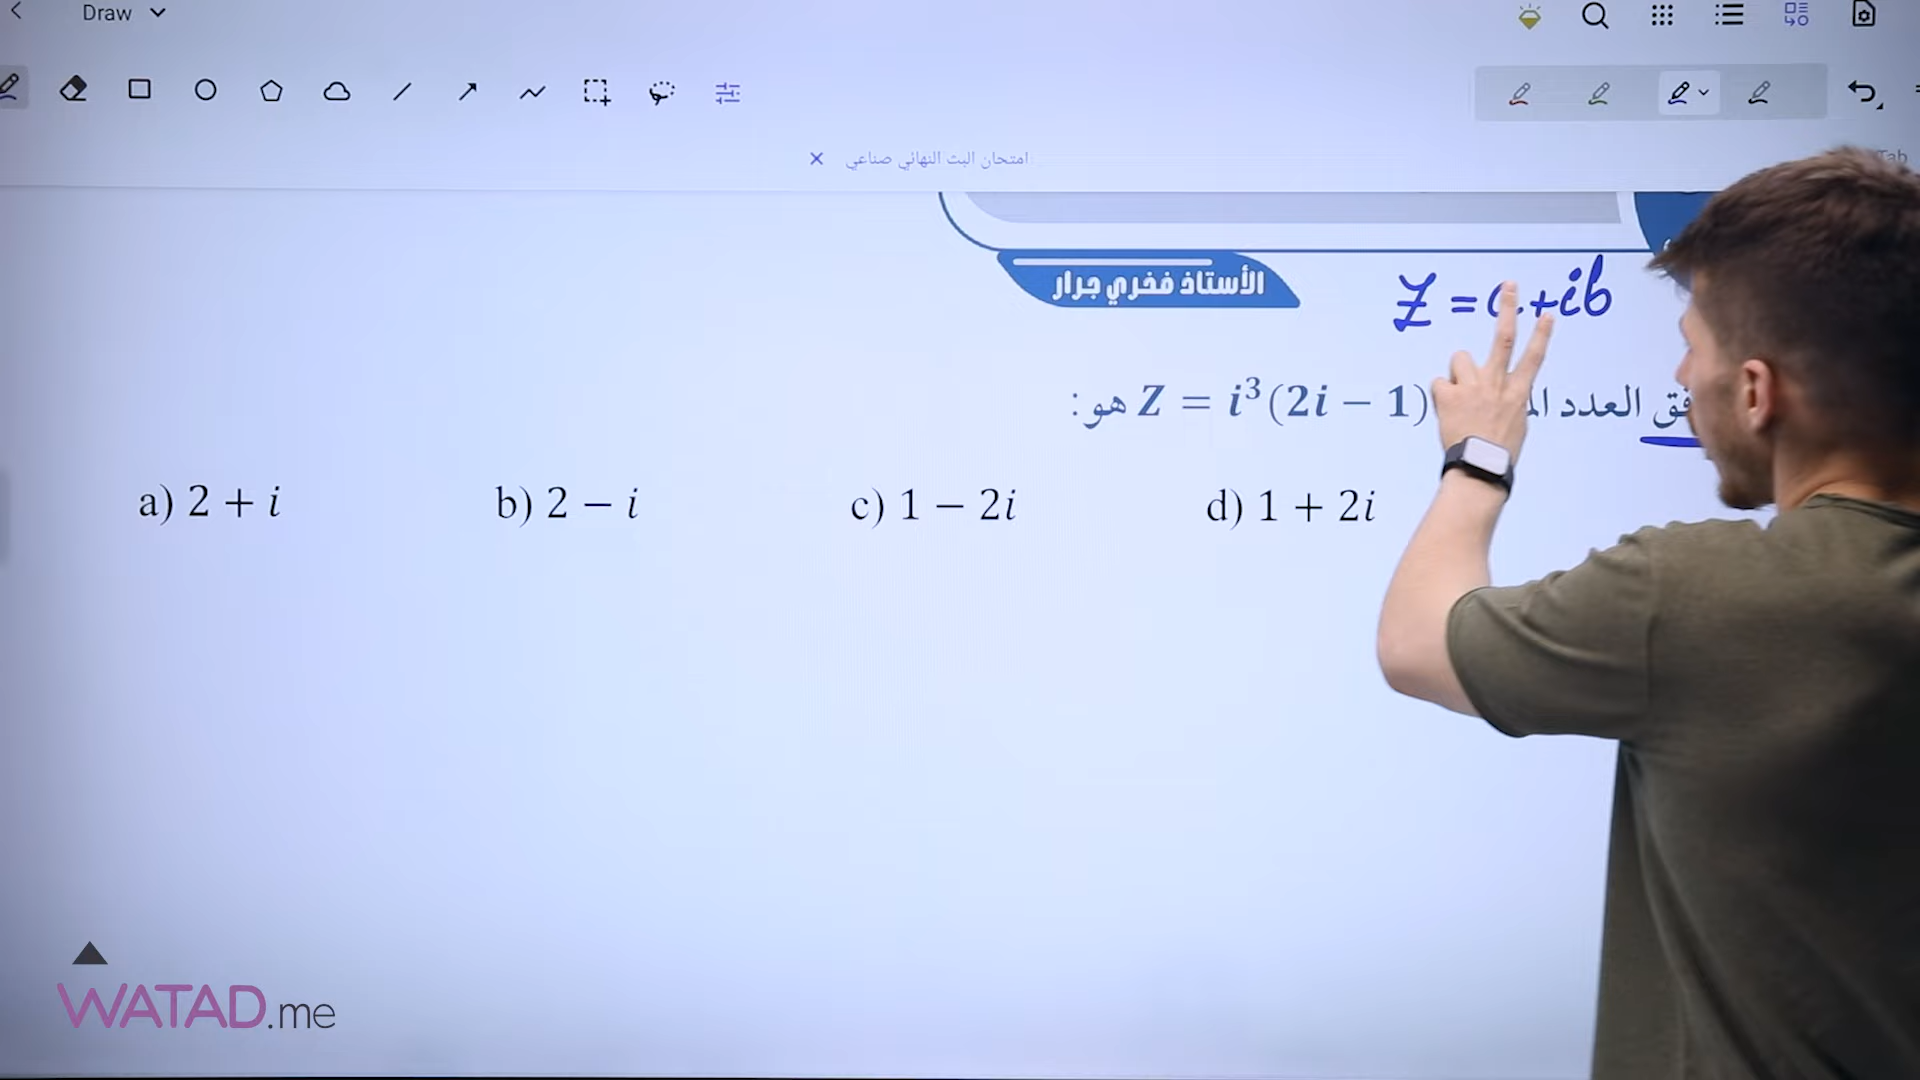 Draw
امتحان البت النهائي صناعي
Tab
الأستاذ فخري جرار
Z = a + ib
العدد Z = i³(2i − 1) هو :
a) 2 + i b) 2 − i c) 1 − 2i d) 1 + 2i
WATAD.me